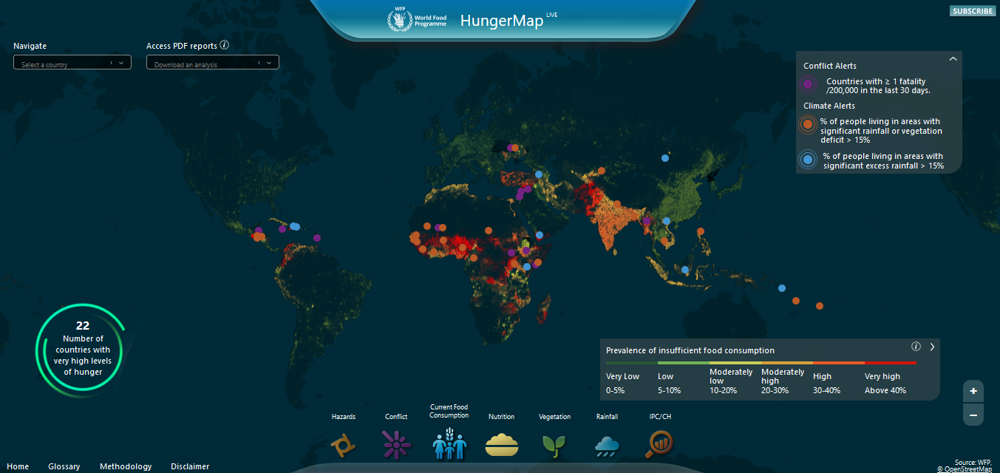 WFP
World Food
Programme
HungerMap LIVE
SUBSCRIBE
Navigate
Access PDF reports i
Select a country
Download an analysis
Conflict Alerts
Countries with ≥ 1 fatality
/200,000 in the last 30 days.
Climate Alerts
% of people living in areas with
significant rainfall or vegetation
deficit > 15%
% of people living in areas with
significant excess rainfall > 15%
22
Number of
countries with
very high levels
of hunger
Prevalence of insufficient food consumption i
Very Low
Low
Moderately
low
Moderately
high
High
Very high
0-5%
5-10%
10-20%
20-30%
30-40%
Above 40%
+
−
Hazards
Conflict
Current Food
Consumption
Nutrition
Vegetation
Rainfall
IPC/CH
Home
Glossary
Methodology
Disclaimer
Source: WFP,
© OpenStreetMap